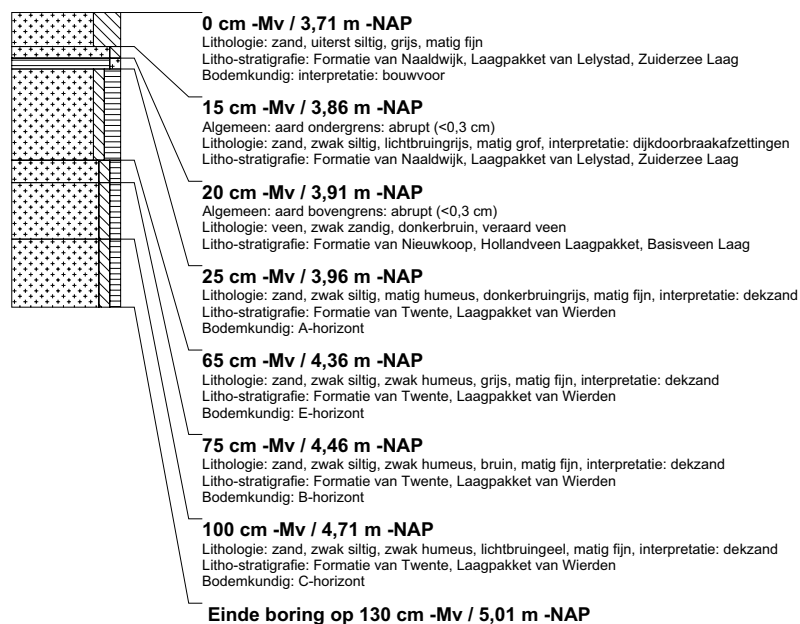 0 cm -Mv / 3,71 m -NAP
Lithologie: zand, uiterst siltig, grijs, matig fijn
Litho-stratigrafie: Formatie van Naaldwijk, Laagpakket van Lelystad, Zuiderzee Laag
Bodemkundig: interpretatie: bouwvoor
15 cm -Mv / 3,86 m -NAP
Algemeen: aard ondergrens: abrupt (<0,3 cm)
Lithologie: zand, zwak siltig, lichtbruingrijs, matig grof, interpretatie: dijkdoorbraakafzettingen
Litho-stratigrafie: Formatie van Naaldwijk, Laagpakket van Lelystad, Zuiderzee Laag
20 cm -Mv / 3,91 m -NAP
Algemeen: aard bovengrens: abrupt (<0,3 cm)
Lithologie: veen, zwak zandig, donkerbruin, veraard veen
Litho-stratigrafie: Formatie van Nieuwkoop, Hollandveen Laagpakket, Basisveen Laag
25 cm -Mv / 3,96 m -NAP
Lithologie: zand, zwak siltig, matig humeus, donkerbruingrijs, matig fijn, interpretatie: dekzand
Litho-stratigrafie: Formatie van Twente, Laagpakket van Wierden
Bodemkundig: A-horizont
65 cm -Mv / 4,36 m -NAP
Lithologie: zand, zwak siltig, zwak humeus, grijs, matig fijn, interpretatie: dekzand
Litho-stratigrafie: Formatie van Twente, Laagpakket van Wierden
Bodemkundig: E-horizont
75 cm -Mv / 4,46 m -NAP
Lithologie: zand, zwak siltig, zwak humeus, bruin, matig fijn, interpretatie: dekzand
Litho-stratigrafie: Formatie van Twente, Laagpakket van Wierden
Bodemkundig: B-horizont
100 cm -Mv / 4,71 m -NAP
Lithologie: zand, zwak siltig, zwak humeus, lichtbruingeel, matig fijn, interpretatie: dekzand
Litho-stratigrafie: Formatie van Twente, Laagpakket van Wierden
Bodemkundig: C-horizont
Einde boring op 130 cm -Mv / 5,01 m -NAP